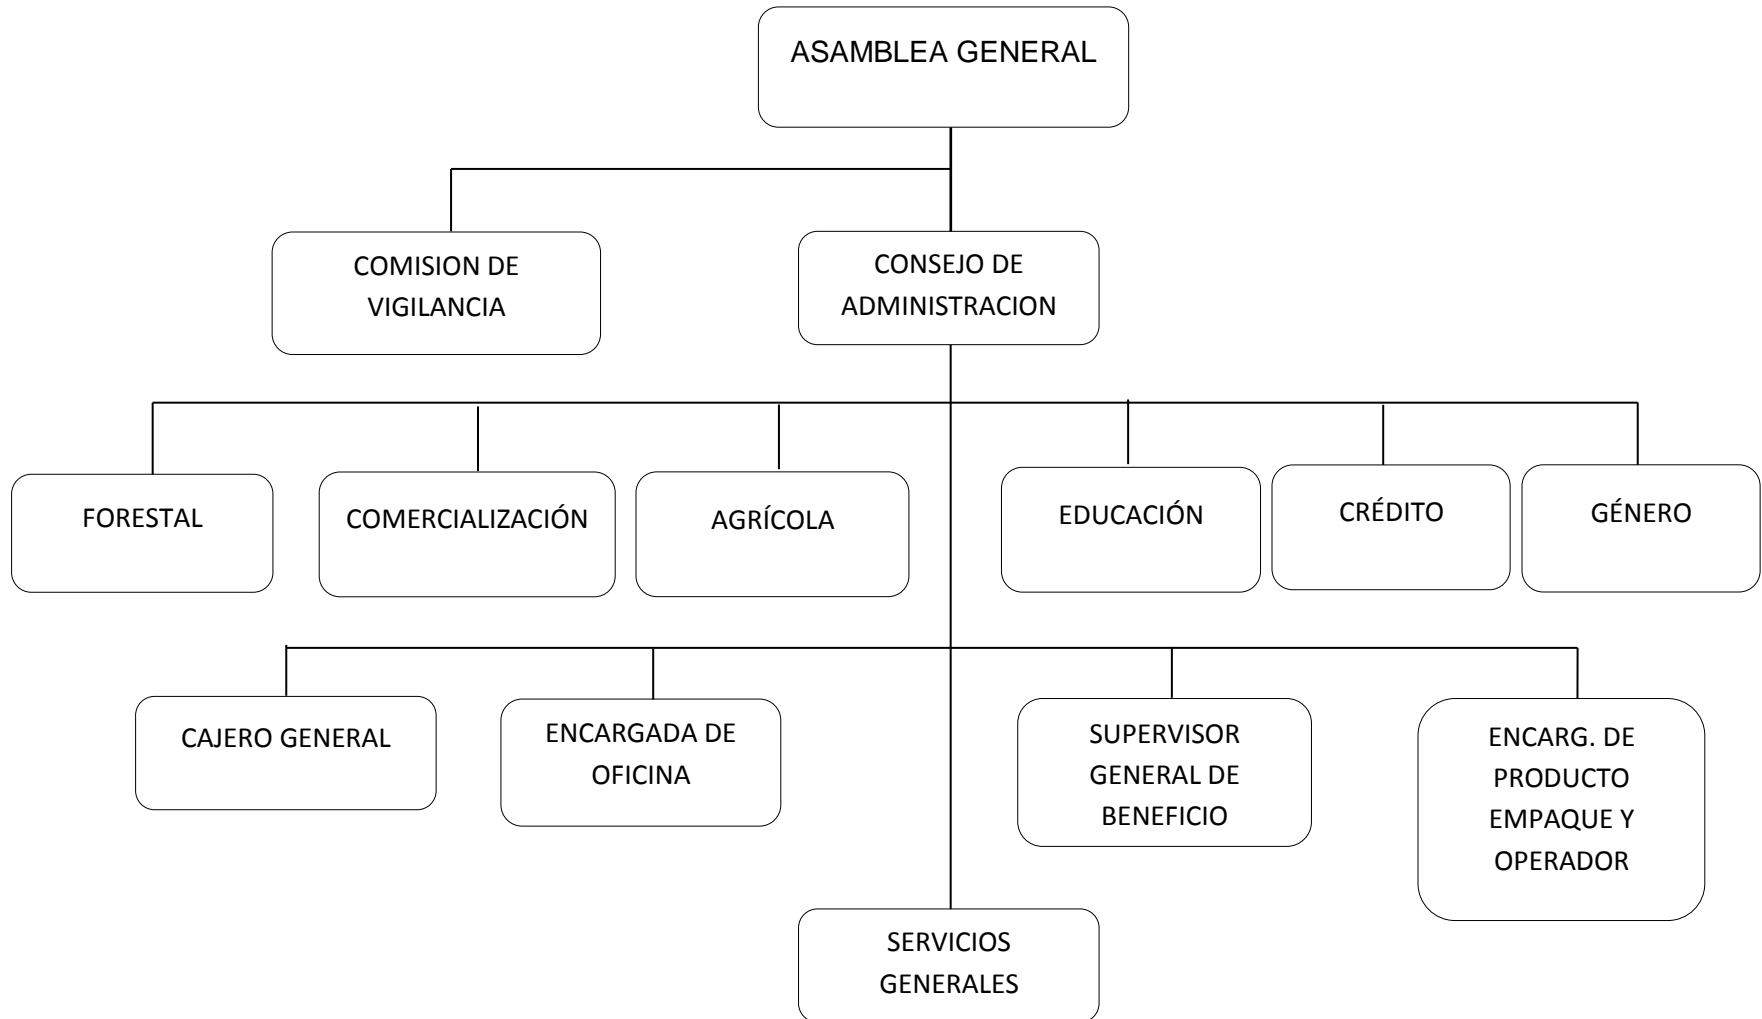 ASAMBLEA GENERAL
COMISION DE
VIGILANCIA
CONSEJO DE
ADMINISTRACION
FORESTAL
COMERCIALIZACIÓN
AGRÍCOLA
EDUCACIÓN
CRÉDITO
GÉNERO
CAJERO GENERAL
ENCARGADA DE
OFICINA
SUPERVISOR
GENERAL DE
BENEFICIO
ENCARG. DE
PRODUCTO
EMPAQUE Y
OPERADOR
SERVICIOS
GENERALES